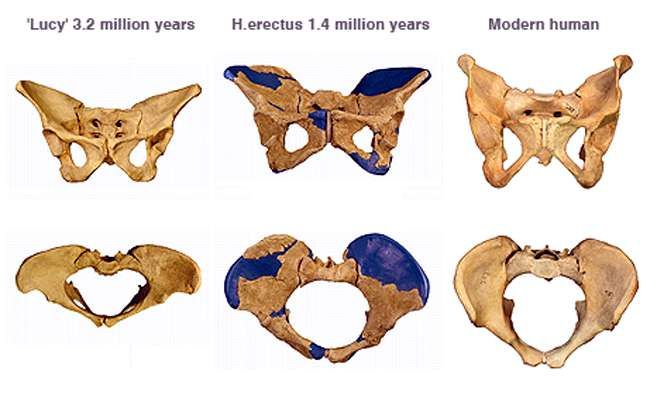 'Lucy' 3.2 million years H.erectus 1.4 million years Modern human